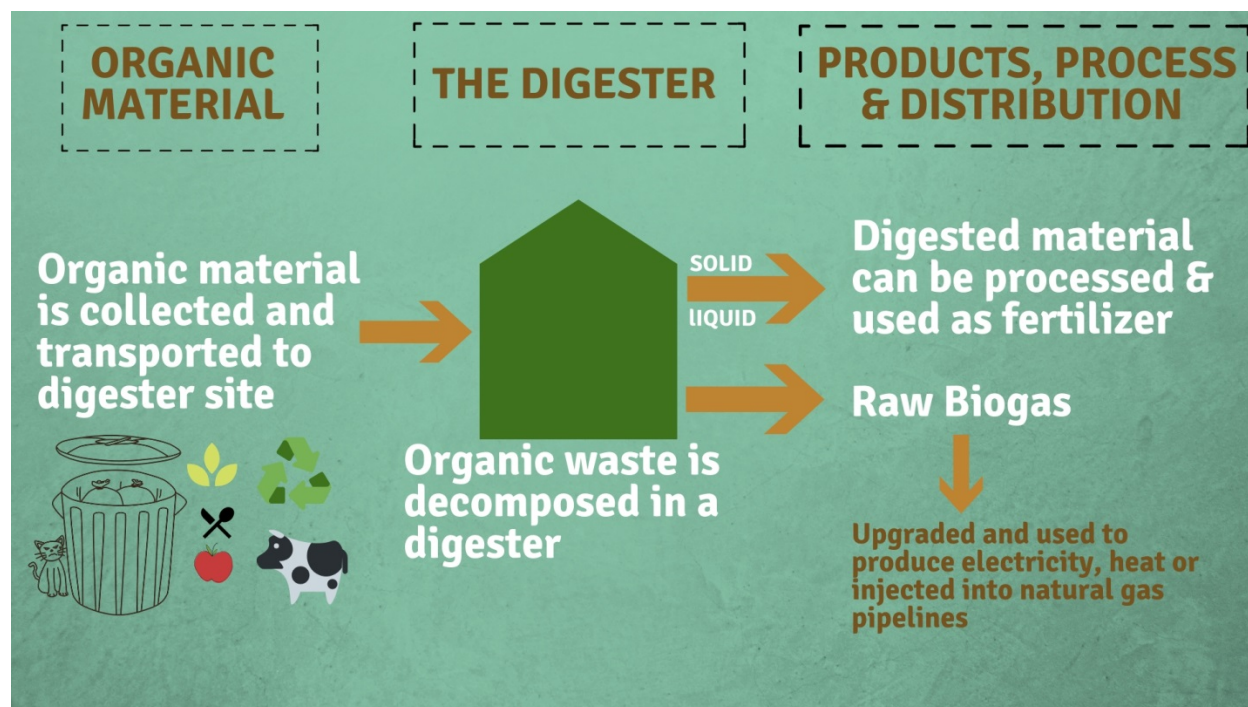 ORGANIC
MATERIAL
THE DIGESTER
PRODUCTS, PROCESS
& DISTRIBUTION
Organic material
is collected and
transported to
digester site
Organic waste is
decomposed in a
digester
SOLID
lIQUID
Digested material
can be processed &
used as fertilizer
Raw Biogas
Upgraded and used to
produce electricity, heat or
injected into natural gas
pipelines